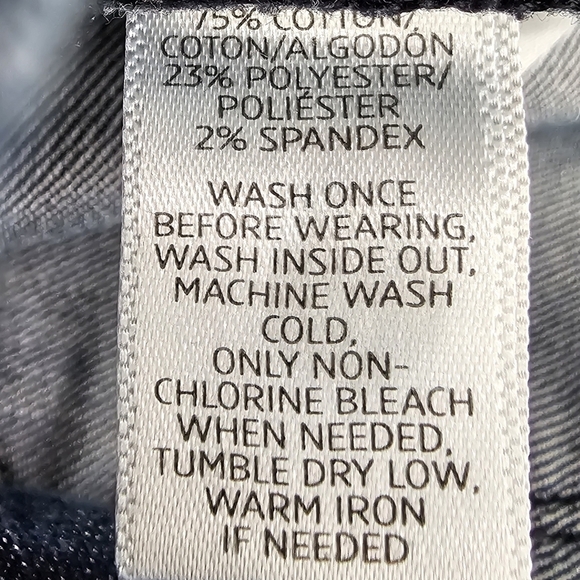 75% COTTON/
COTON/ALGODÓN
23% POLYESTER/
POLIÉSTER
2% SPANDEX
WASH ONCE
BEFORE WEARING,
WASH INSIDE OUT,
MACHINE WASH
COLD,
ONLY NON-
CHLORINE BLEACH
WHEN NEEDED,
TUMBLE DRY LOW,
WARM IRON
IF NEEDED